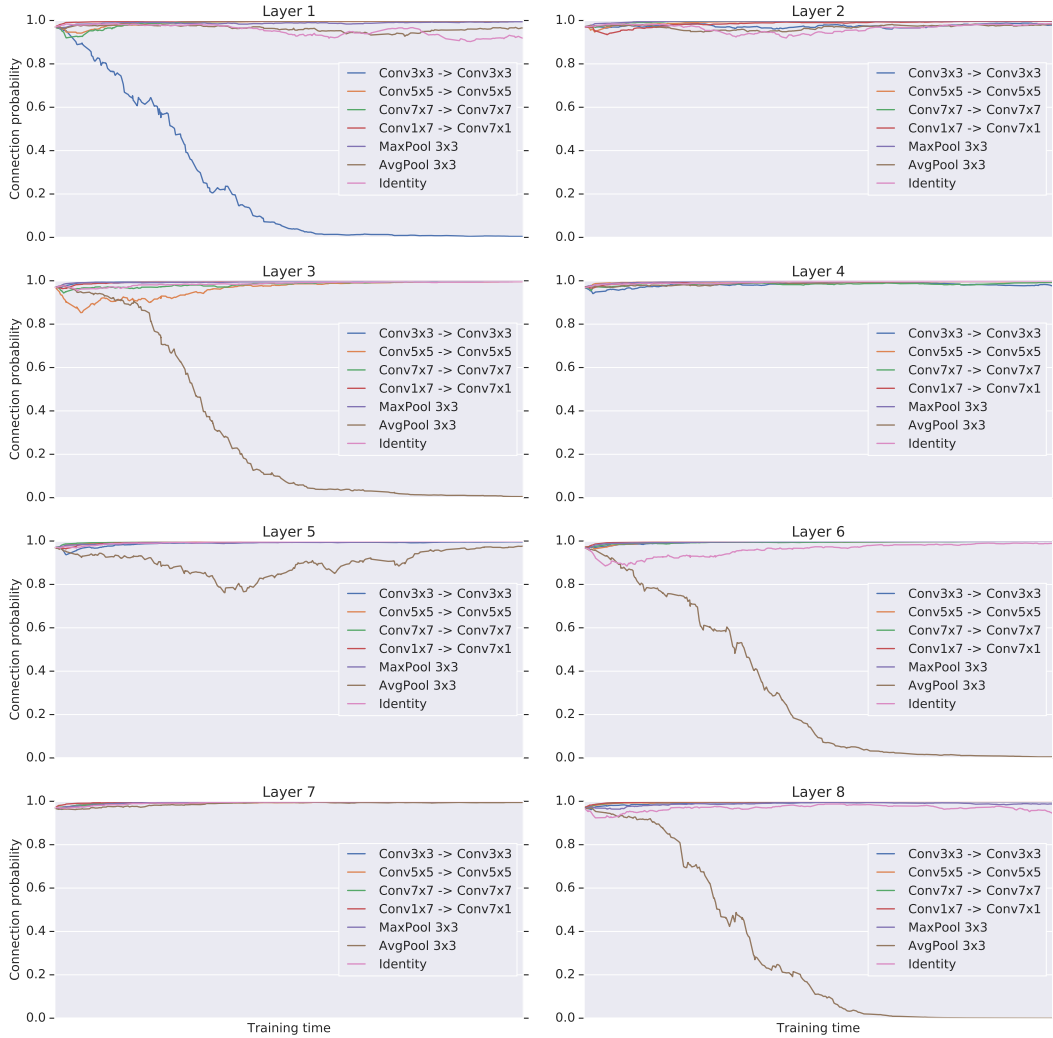 Layer 1
Connection probability
1.0
0.8
0.6
0.4
0.2
0.0
Conv3x3 -> Conv3x3
Conv5x5 -> Conv5x5
Conv7x7 -> Conv7x7
Conv1x7 -> Conv7x1
MaxPool 3x3
AvgPool 3x3
Identity
Layer 2
1.0
0.8
0.6
0.4
0.2
0.0
Conv3x3 -> Conv3x3
Conv5x5 -> Conv5x5
Conv7x7 -> Conv7x7
Conv1x7 -> Conv7x1
MaxPool 3x3
AvgPool 3x3
Identity
Layer 3
Connection probability
1.0
0.8
0.6
0.4
0.2
0.0
Conv3x3 -> Conv3x3
Conv5x5 -> Conv5x5
Conv7x7 -> Conv7x7
Conv1x7 -> Conv7x1
MaxPool 3x3
AvgPool 3x3
Identity
Layer 4
1.0
0.8
0.6
0.4
0.2
0.0
Conv3x3 -> Conv3x3
Conv5x5 -> Conv5x5
Conv7x7 -> Conv7x7
Conv1x7 -> Conv7x1
MaxPool 3x3
AvgPool 3x3
Identity
Layer 5
Connection probability
1.0
0.8
0.6
0.4
0.2
0.0
Conv3x3 -> Conv3x3
Conv5x5 -> Conv5x5
Conv7x7 -> Conv7x7
Conv1x7 -> Conv7x1
MaxPool 3x3
AvgPool 3x3
Identity
Layer 6
1.0
0.8
0.6
0.4
0.2
0.0
Conv3x3 -> Conv3x3
Conv5x5 -> Conv5x5
Conv7x7 -> Conv7x7
Conv1x7 -> Conv7x1
MaxPool 3x3
AvgPool 3x3
Identity
Layer 7
Connection probability
1.0
0.8
0.6
0.4
0.2
0.0
Conv3x3 -> Conv3x3
Conv5x5 -> Conv5x5
Conv7x7 -> Conv7x7
Conv1x7 -> Conv7x1
MaxPool 3x3
AvgPool 3x3
Identity
Training time
Layer 8
1.0
0.8
0.6
0.4
0.2
0.0
Conv3x3 -> Conv3x3
Conv5x5 -> Conv5x5
Conv7x7 -> Conv7x7
Conv1x7 -> Conv7x1
MaxPool 3x3
AvgPool 3x3
Identity
Training time